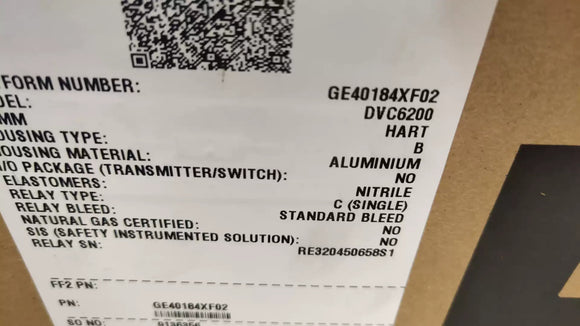 FORM NUMBER: GE40184XF02
DEL: DVC6200
MM HART
OUSING TYPE: B
OUSING MATERIAL: ALUMINIUM
/O PACKAGE (TRANSMITTER/SWITCH): NO
ELASTOMERS: NITRILE
RELAY TYPE: C (SINGLE)
RELAY BLEED: STANDARD BLEED
NATURAL GAS CERTIFIED: NO
SIS (SAFETY INSTRUMENTED SOLUTION): NO
RELAY SN: RE320450658S1
FF2 PN:
PN: GE40184XF02
SO NO: